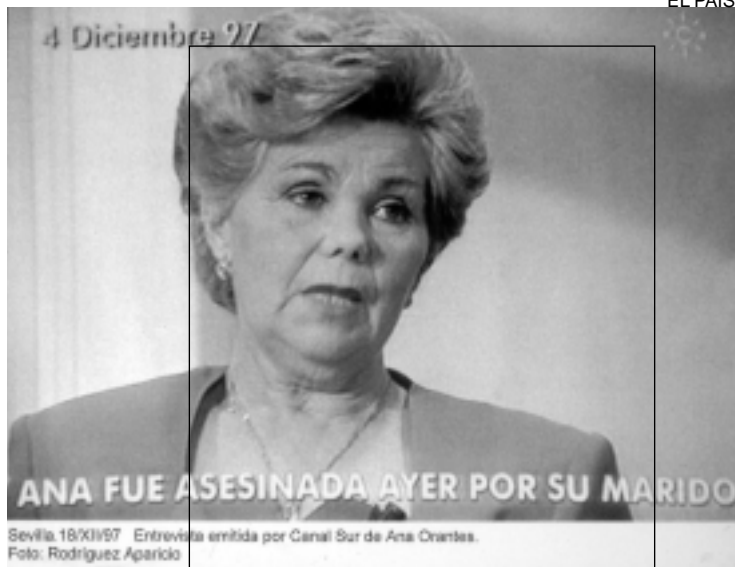 EL PAIS
4 Diciembre 97
ANA FUE ASESINADA AYER POR SU MARIDO
Sevilla.18/XII/97 Entrevista emitida por Canal Sur de Ana Orantes.
Foto: Rodríguez Aparicio